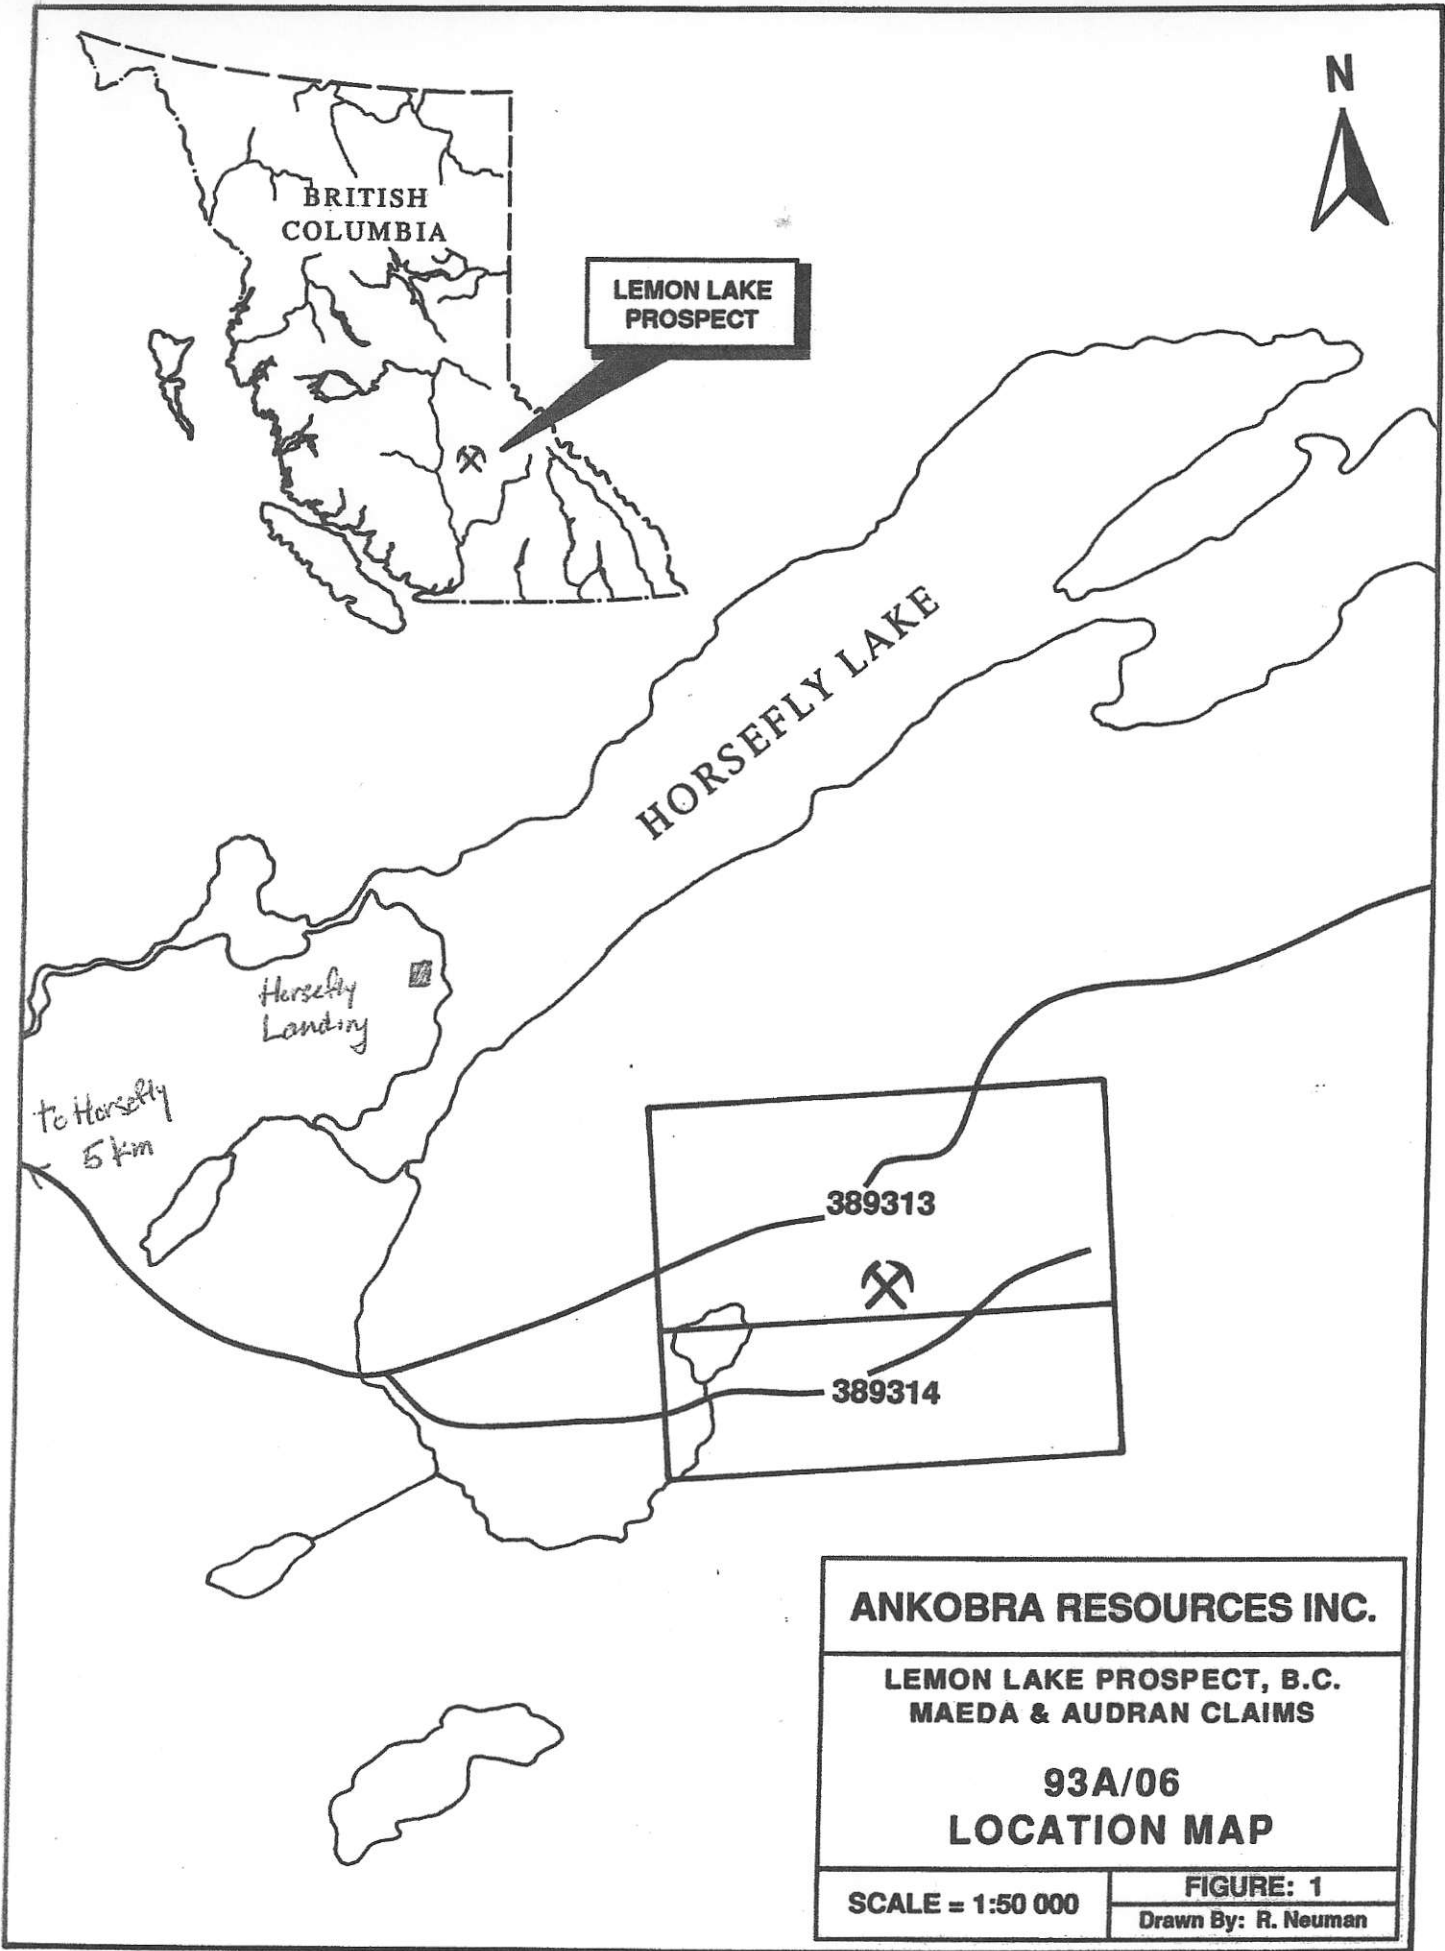 N
BRITISH
COLUMBIA
LEMON LAKE
PROSPECT
HORSEFLY LAKE
Horsefly
Landing
to Horsefly
5 km
389313
389314
ANKOBRA RESOURCES INC.
LEMON LAKE PROSPECT, B.C.
MAEDA & AUDRAN CLAIMS
93A/06
LOCATION MAP
SCALE = 1:50 000
FIGURE: 1
Drawn By: R. Neuman